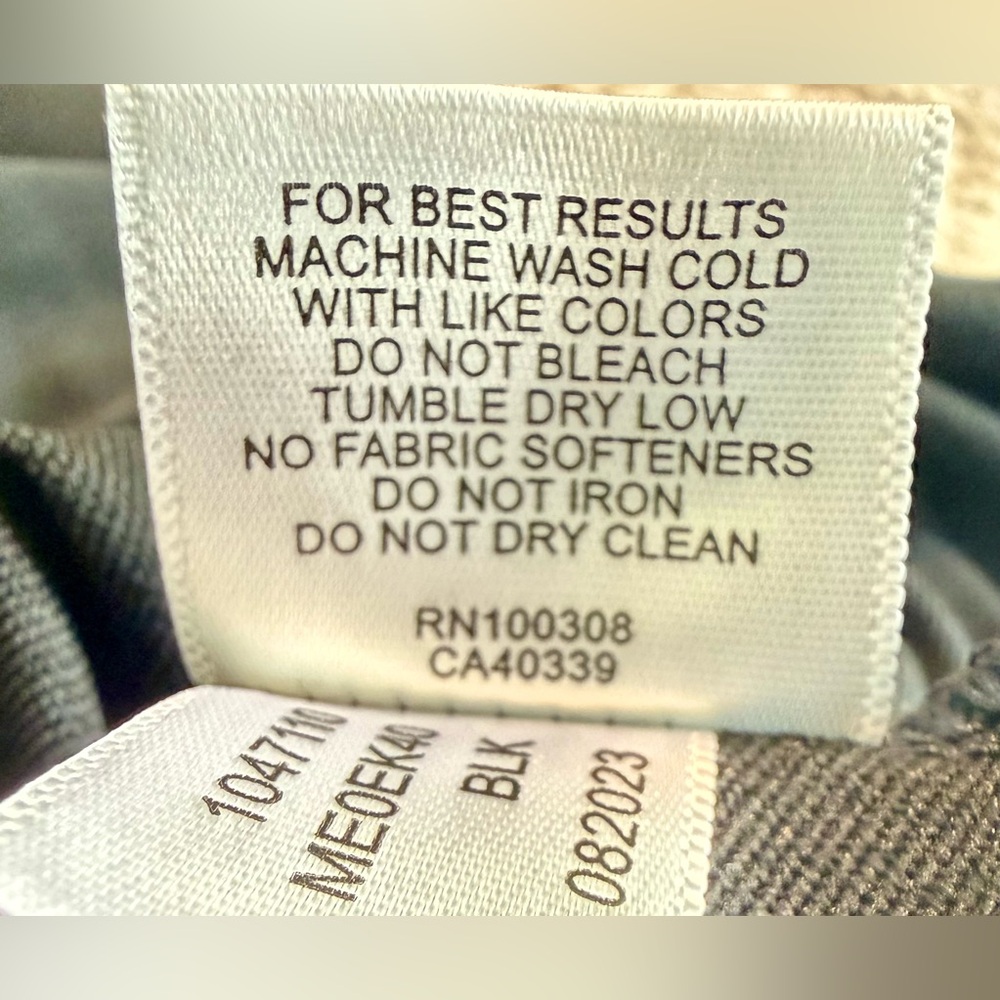 FOR BEST RESULTS
MACHINE WASH COLD
WITH LIKE COLORS
DO NOT BLEACH
TUMBLE DRY LOW
NO FABRIC SOFTENERS
DO NOT IRON
DO NOT DRY CLEAN
RN100308
CA40339
1047110
ME0EK40
BLK
082023